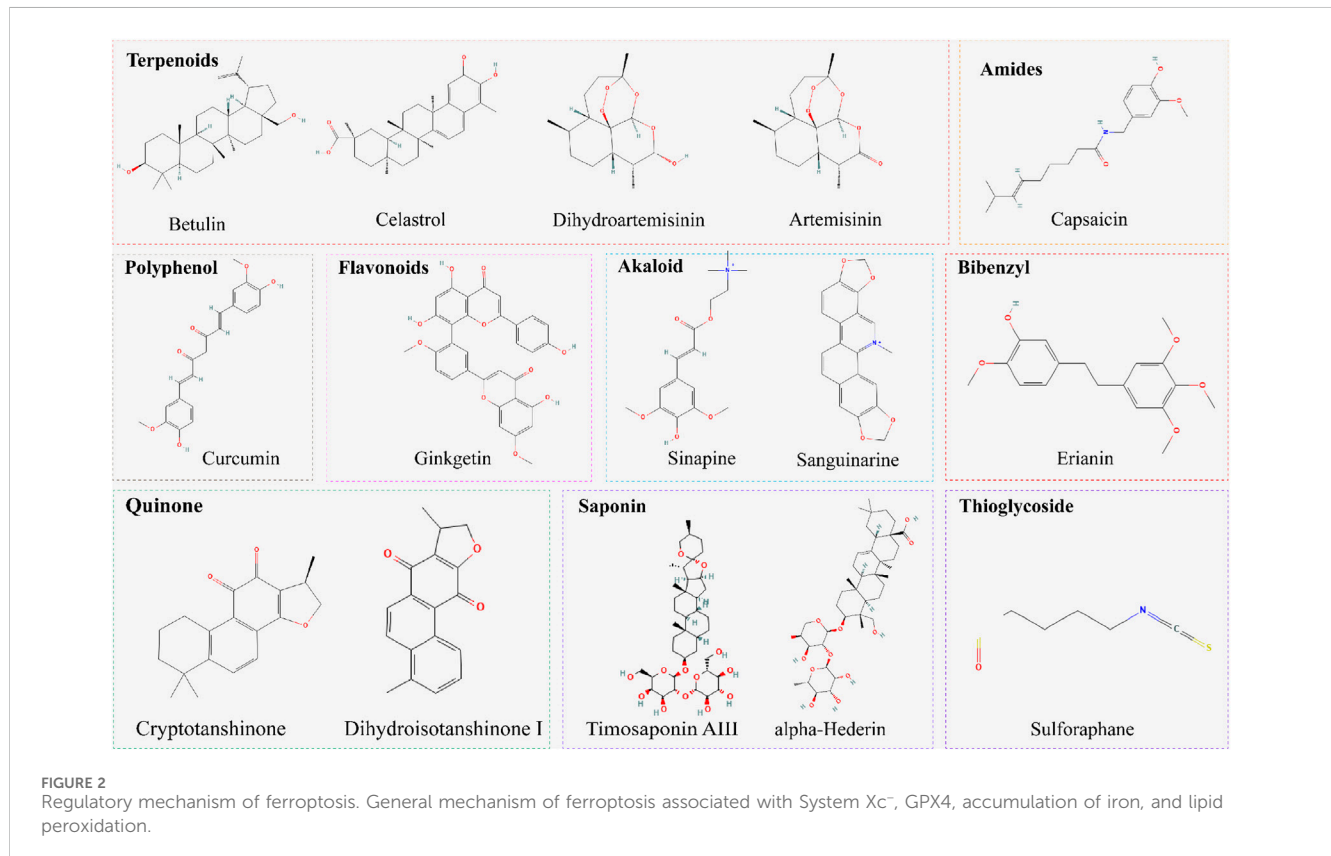 Terpenoids
Betulin
Celastrol
Dihydroartemisinin
Artemisinin
Amides
Capsaicin
Polyphenol
Curcumin
Flavonoids
Ginkgetin
Akaloid
Sinapine
Sanguinarine
Bibenzyl
Erianin
Quinone
Cryptotanshinone
Dihydroisotanshinone I
Saponin
Timosaponin AIII
alpha-Hederin
Thioglycoside
Sulforaphane
FIGURE 2
Regulatory mechanism of ferroptosis. General mechanism of ferroptosis associated with System Xc⁻, GPX4, accumulation of iron, and lipid
peroxidation.